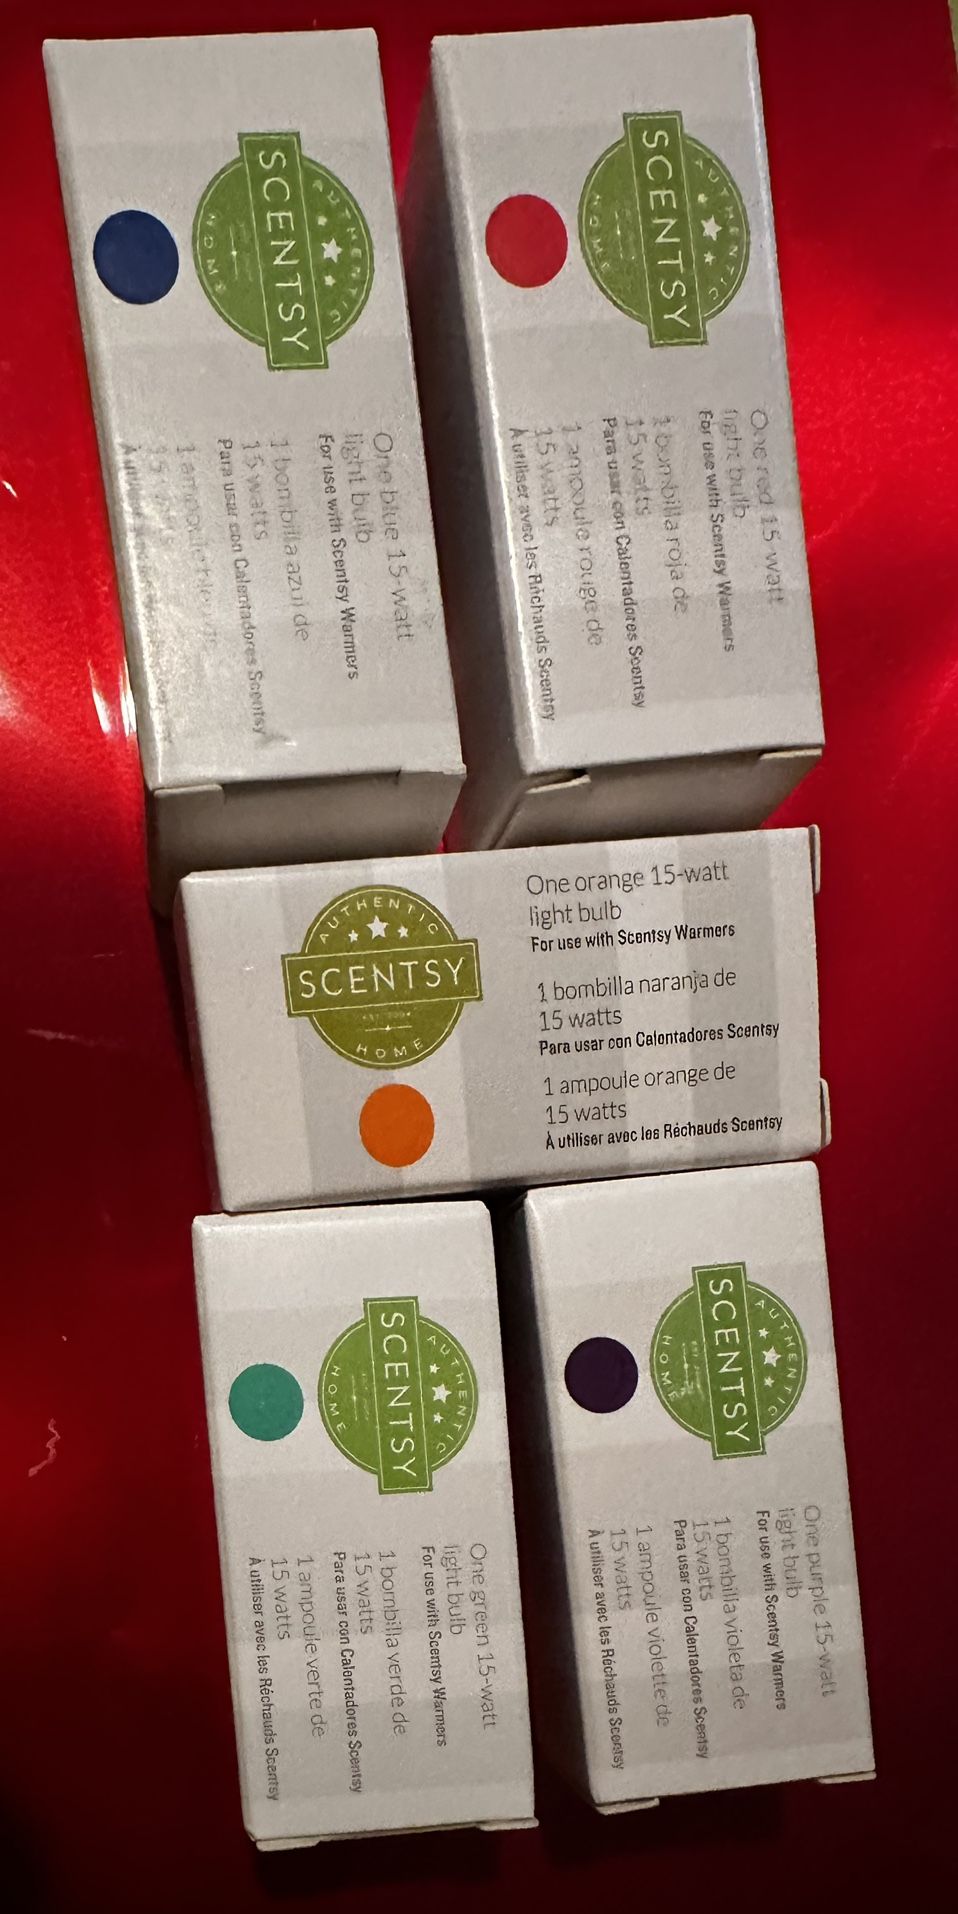 AUTHENTIC
SCENTSY
HOME
One blue 15-watt
light bulb
For use with Scentsy Warmers
1 bombilla azul de
15 watts
Para usar con Calentadores Scentsy
1 ampoule
AUTHENTIC
SCENTSY
HOME
One red 15 watt
light bulb
For use with Scentsy Warmers
1 bombilla roja de
15 watts
Para usar con Calentadores Scentsy
1 ampoule rouge de
15 watts
À utiliser avec les Réchauds Scentsy
AUTHENTIC
SCENTSY
HOME
One orange 15-watt
light bulb
For use with Scentsy Warmers
1 bombilla naranja de
15 watts
Para usar con Calentadores Scentsy
1 ampoule orange de
15 watts
À utiliser avec les Réchauds Scentsy
AUTHENTIC
SCENTSY
HOME
One green 15-watt
light bulb
For use with Scentsy Warmers
1 bombilla verde de
15 watts
Para usar con Calentadores Scentsy
1 ampoule verte de
15 watts
À utiliser avec les Réchauds Scentsy
AUTHENTIC
SCENTSY
HOME
One purple 15-watt
light bulb
For use with Scentsy Warmers
1 bombilla violeta de
15 watts
Para usar con Calentadores Scentsy
1 ampoule violette de
15 watts
À utiliser avec les Réchauds Scentsy